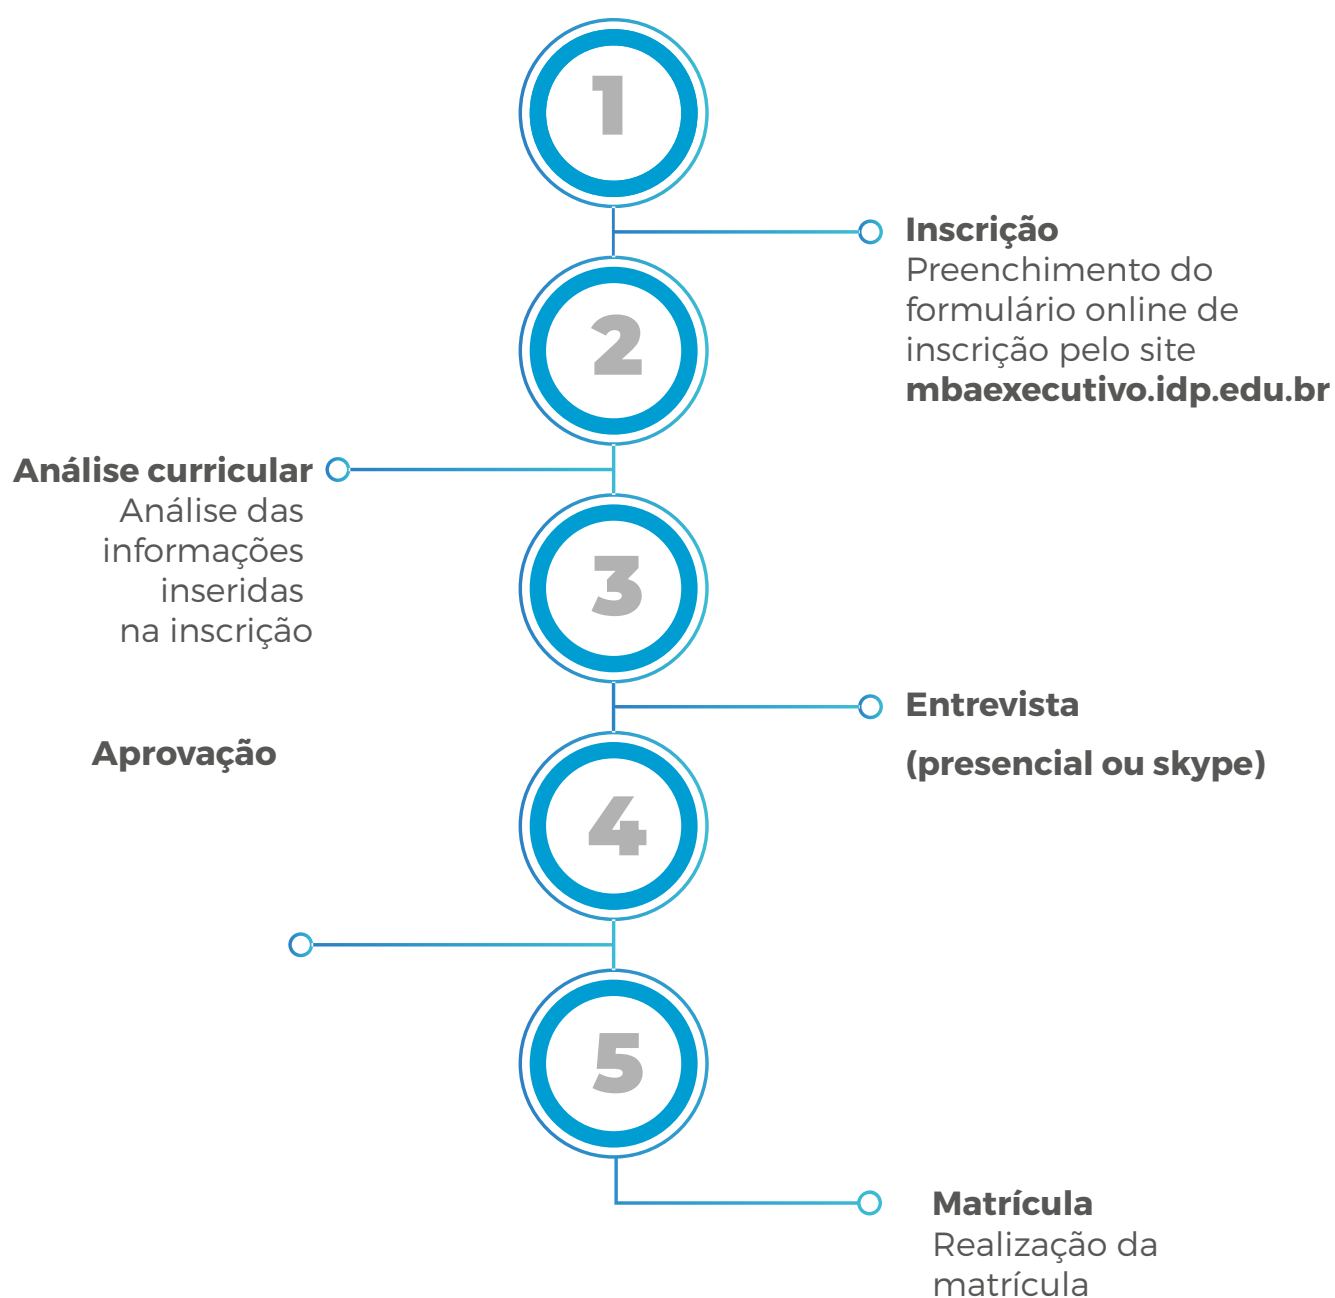 1
Inscrição
Preenchimento do
formulário online de
inscrição pelo site
mbaexecutivo.idp.edu.br
2
Análise curricular
Análise das
informações
inseridas
na inscrição
3
Entrevista
(presencial ou skype)
4
Aprovação
5
Matrícula
Realização da
matrícula